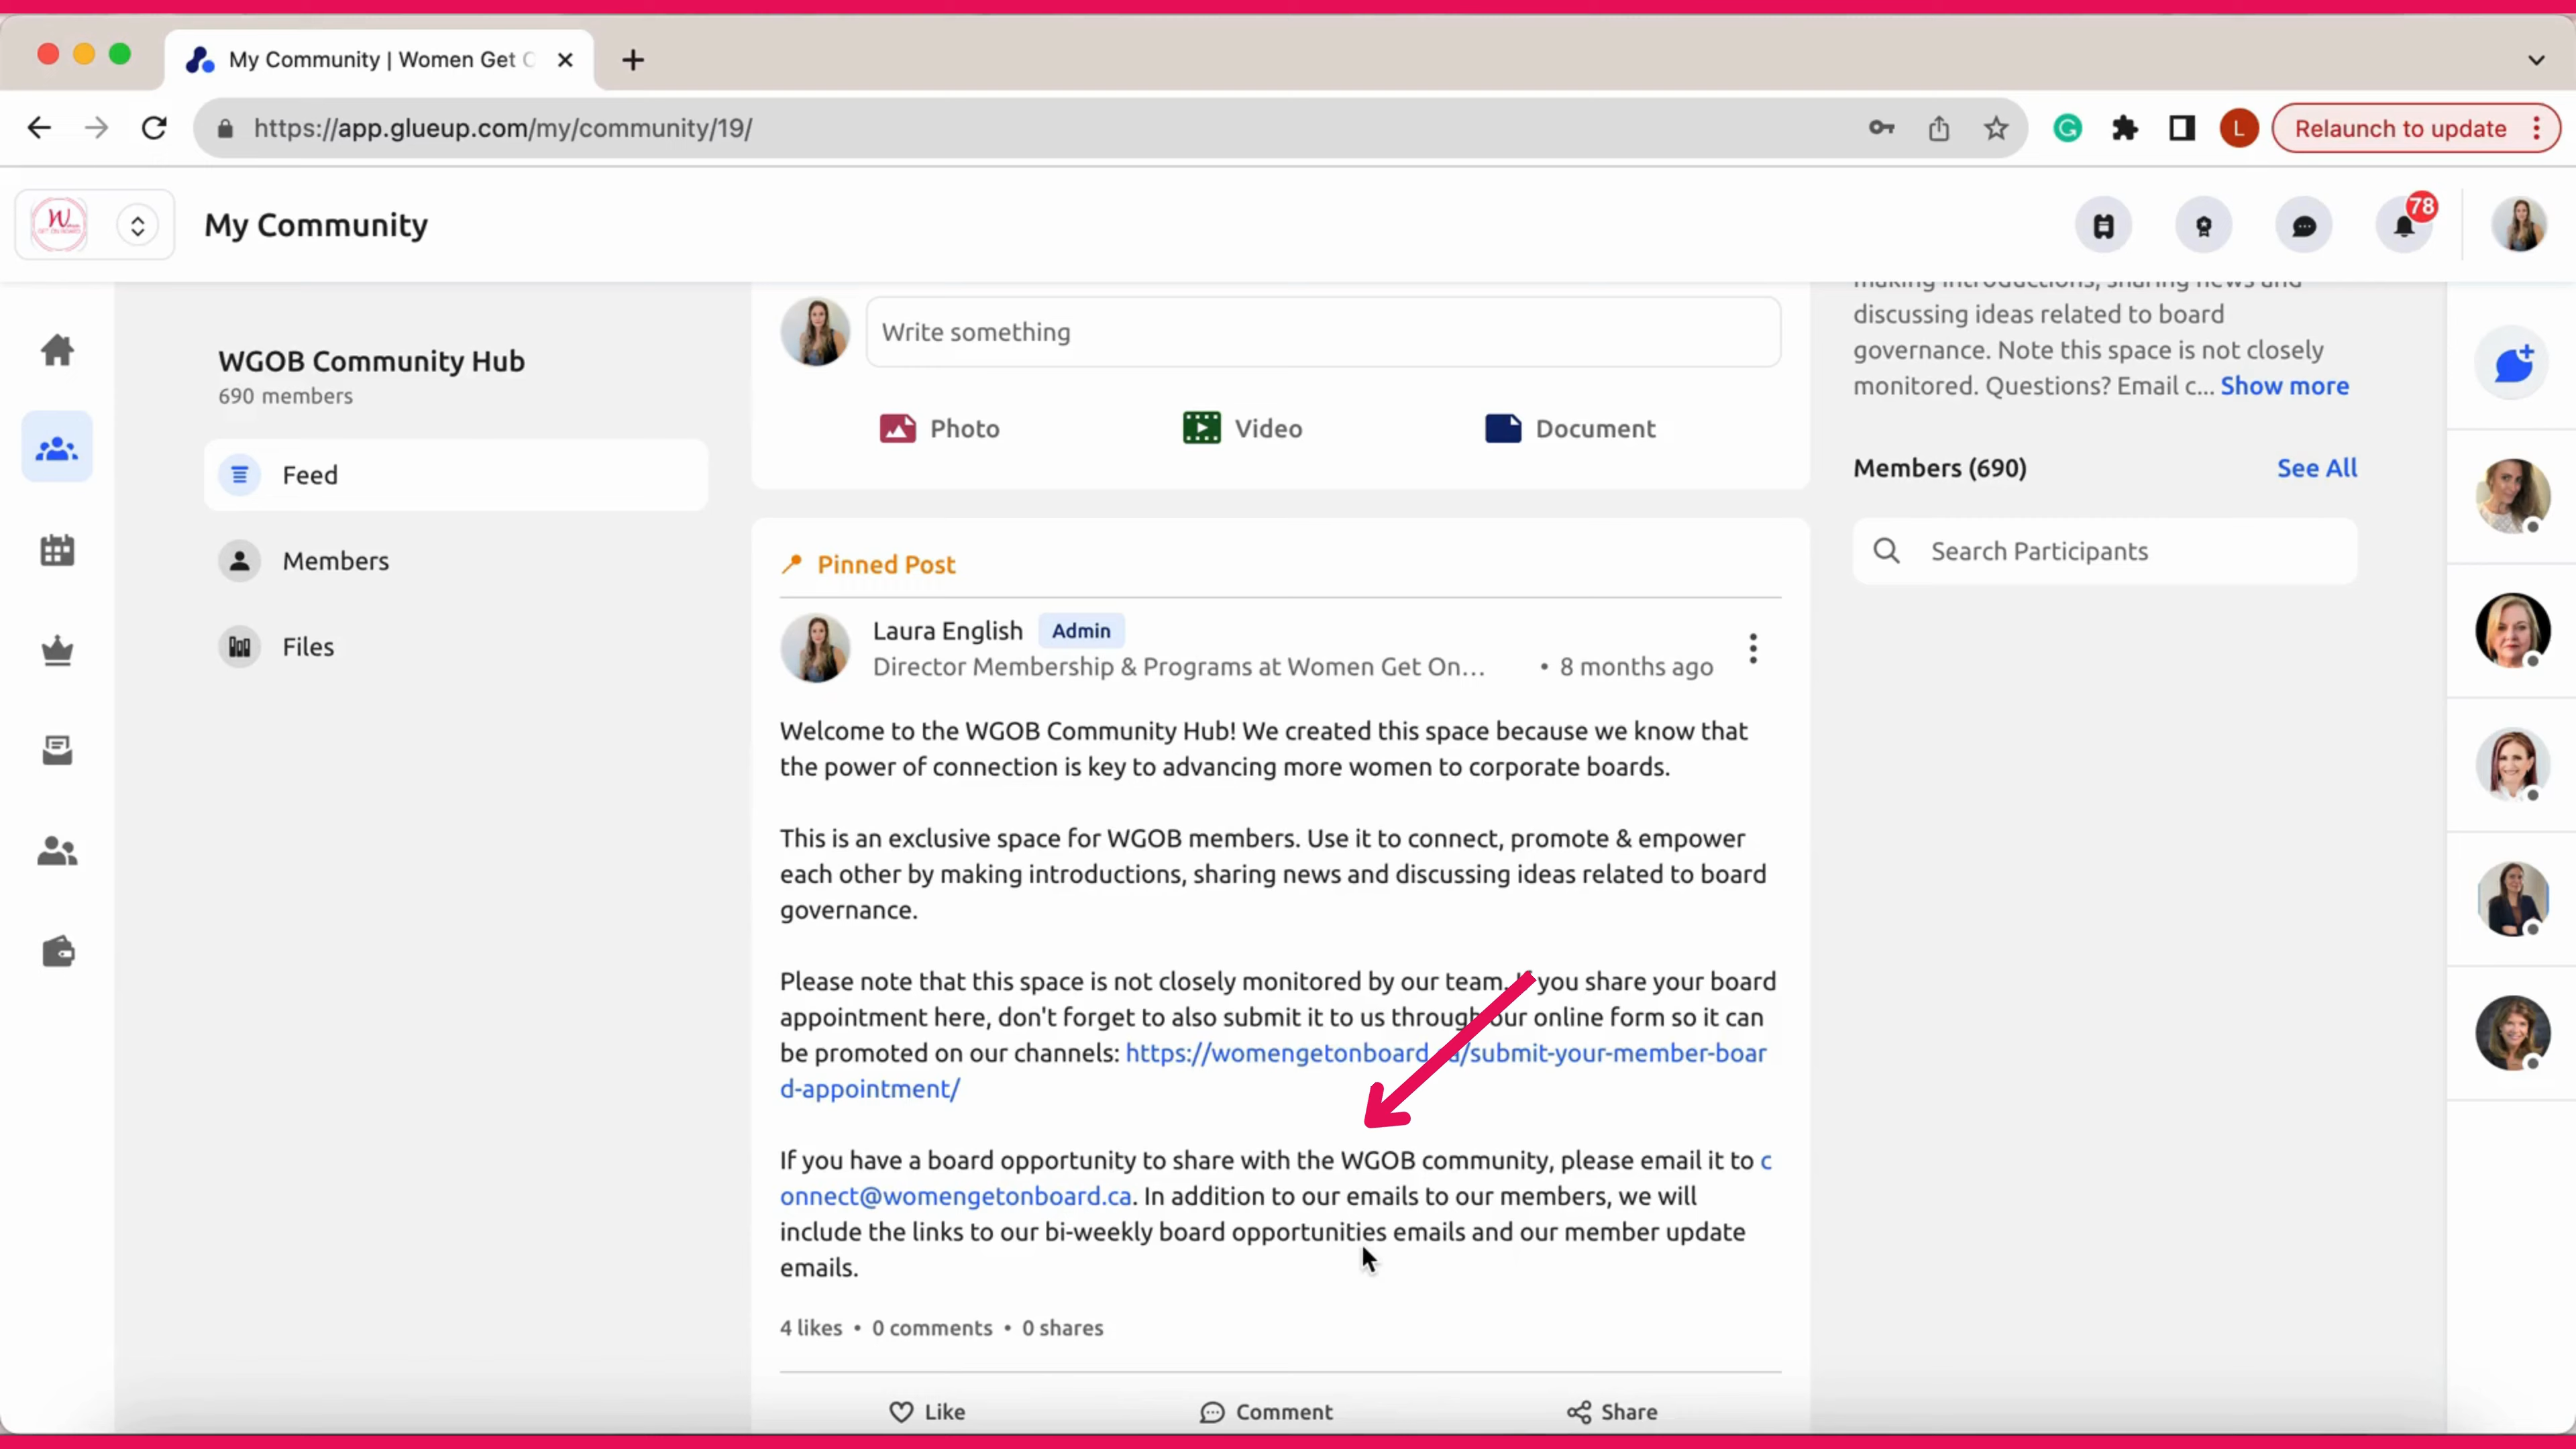 My Community | Women Get
https://app.glueup.com/my/community/19/
L
Relaunch to update
W
GET ON BOARD
My Community
78
WGOB Community Hub
690 members
Feed
Members
Files
Write something
Photo
Video
Document
Pinned Post
Laura English
Admin
Director Membership & Programs at Women Get On...
• 8 months ago
Welcome to the WGOB Community Hub! We created this space because we know that
the power of connection is key to advancing more women to corporate boards.
This is an exclusive space for WGOB members. Use it to connect, promote & empower
each other by making introductions, sharing news and discussing ideas related to board
governance.
Please note that this space is not closely monitored by our team. If you share your board
appointment here, don't forget to also submit it to us through our online form so it can
be promoted on our channels: https://womengetonboard.ca/submit-your-member-boar
d-appointment/
If you have a board opportunity to share with the WGOB community, please email it to c
onnect@womengetonboard.ca. In addition to our emails to our members, we will
include the links to our bi-weekly board opportunities emails and our member update
emails.
4 likes • 0 comments • 0 shares
Like
Comment
Share
making introductions, sharing news and
discussing ideas related to board
governance. Note this space is not closely
monitored. Questions? Email c... Show more
Members (690)
See All
Search Participants